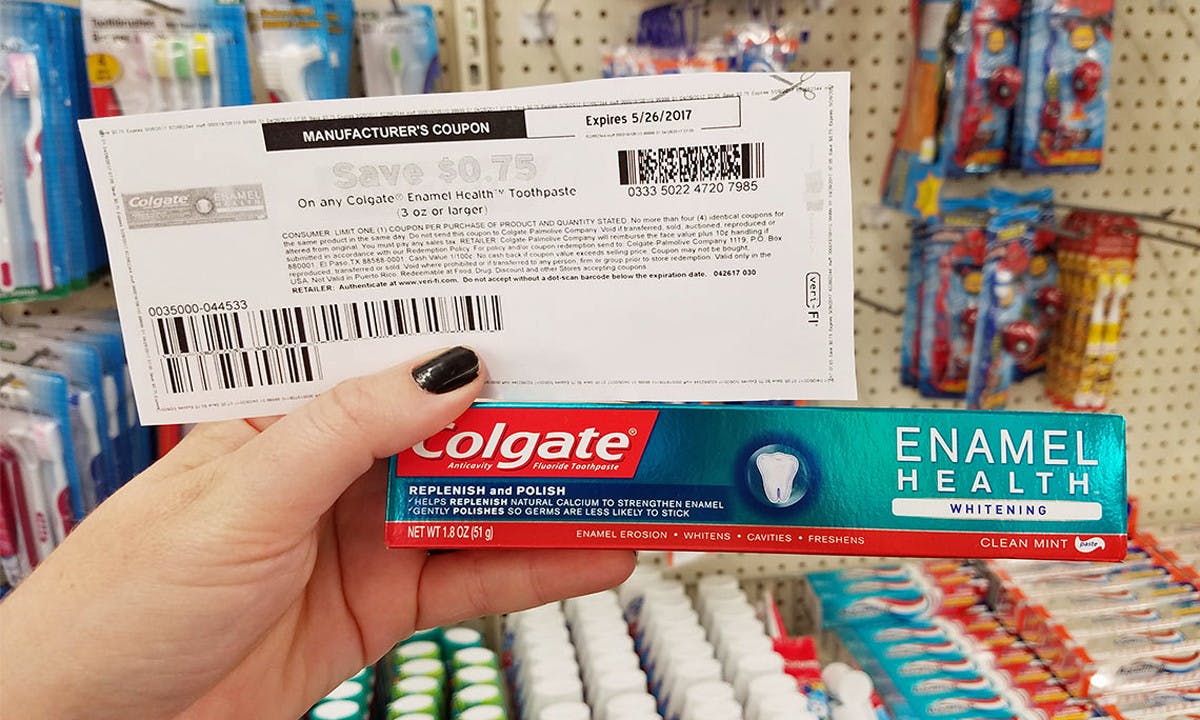 MANUFACTURER'S COUPON
Expires 5/26/2017
Save $0.75
On any Colgate® Enamel Health™ Toothpaste
(3 oz or larger)
0333 5022 4720 7985
Colgate® ENAMEL HEALTH
CONSUMER: LIMIT ONE (1) COUPON PER PURCHASE OF PRODUCT AND QUANTITY STATED. No more than four (4) identical coupons for
the same product in the same day. Do not send this coupon to Colgate-Palmolive Company. Void if transferred, sold, auctioned, reproduced or
altered from original. You must pay any sales tax. RETAILER: Colgate-Palmolive Company will reimburse the face value plus 10¢ handling if
submitted in accordance with our Redemption Policy. For policy and/or coupon redemption send to: Colgate-Palmolive Company 1119, P.O. Box
880001, El Paso, TX 88588-0001. Cash Value 1/100¢. No cash back if coupon value exceeds selling price. Coupon may not be bought,
reproduced, transferred or sold. Void where prohibited or if transferred to any person, firm or group prior to store redemption. Valid only in the
USA. Not Valid in Puerto Rico. Redeemable at Food, Drug, Discount and other Stores accepting coupons.
RETAILER: Authenticate at www.veri-fi.com. Do not accept without a dot-scan barcode below the expiration date. 042617 030
0035000-044533
veri-fi
Colgate®
Anticavity Fluoride Toothpaste
REPLENISH and POLISH
✓HELPS REPLENISH NATURAL CALCIUM TO STRENGTHEN ENAMEL
✓GENTLY POLISHES SO GERMS ARE LESS LIKELY TO STICK
NET WT 1.8 OZ (51 g)
ENAMEL EROSION • WHITENS • CAVITIES • FRESHENS
ENAMEL
HEALTH
WHITENING
CLEAN MINT paste
Toothbrushes